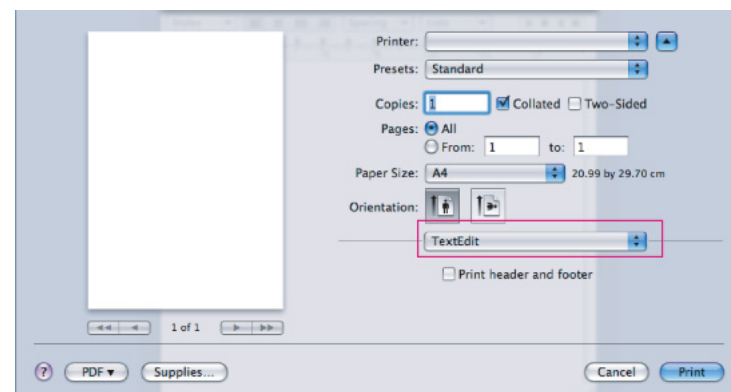 Printer:
Presets: Standard
Copies: 1 Collated Two-Sided
Pages: All
From: 1 to: 1
Paper Size: A4 20.99 by 29.70 cm
Orientation:
TextEdit
Print header and footer
1 of 1
? PDF Supplies... Cancel Print